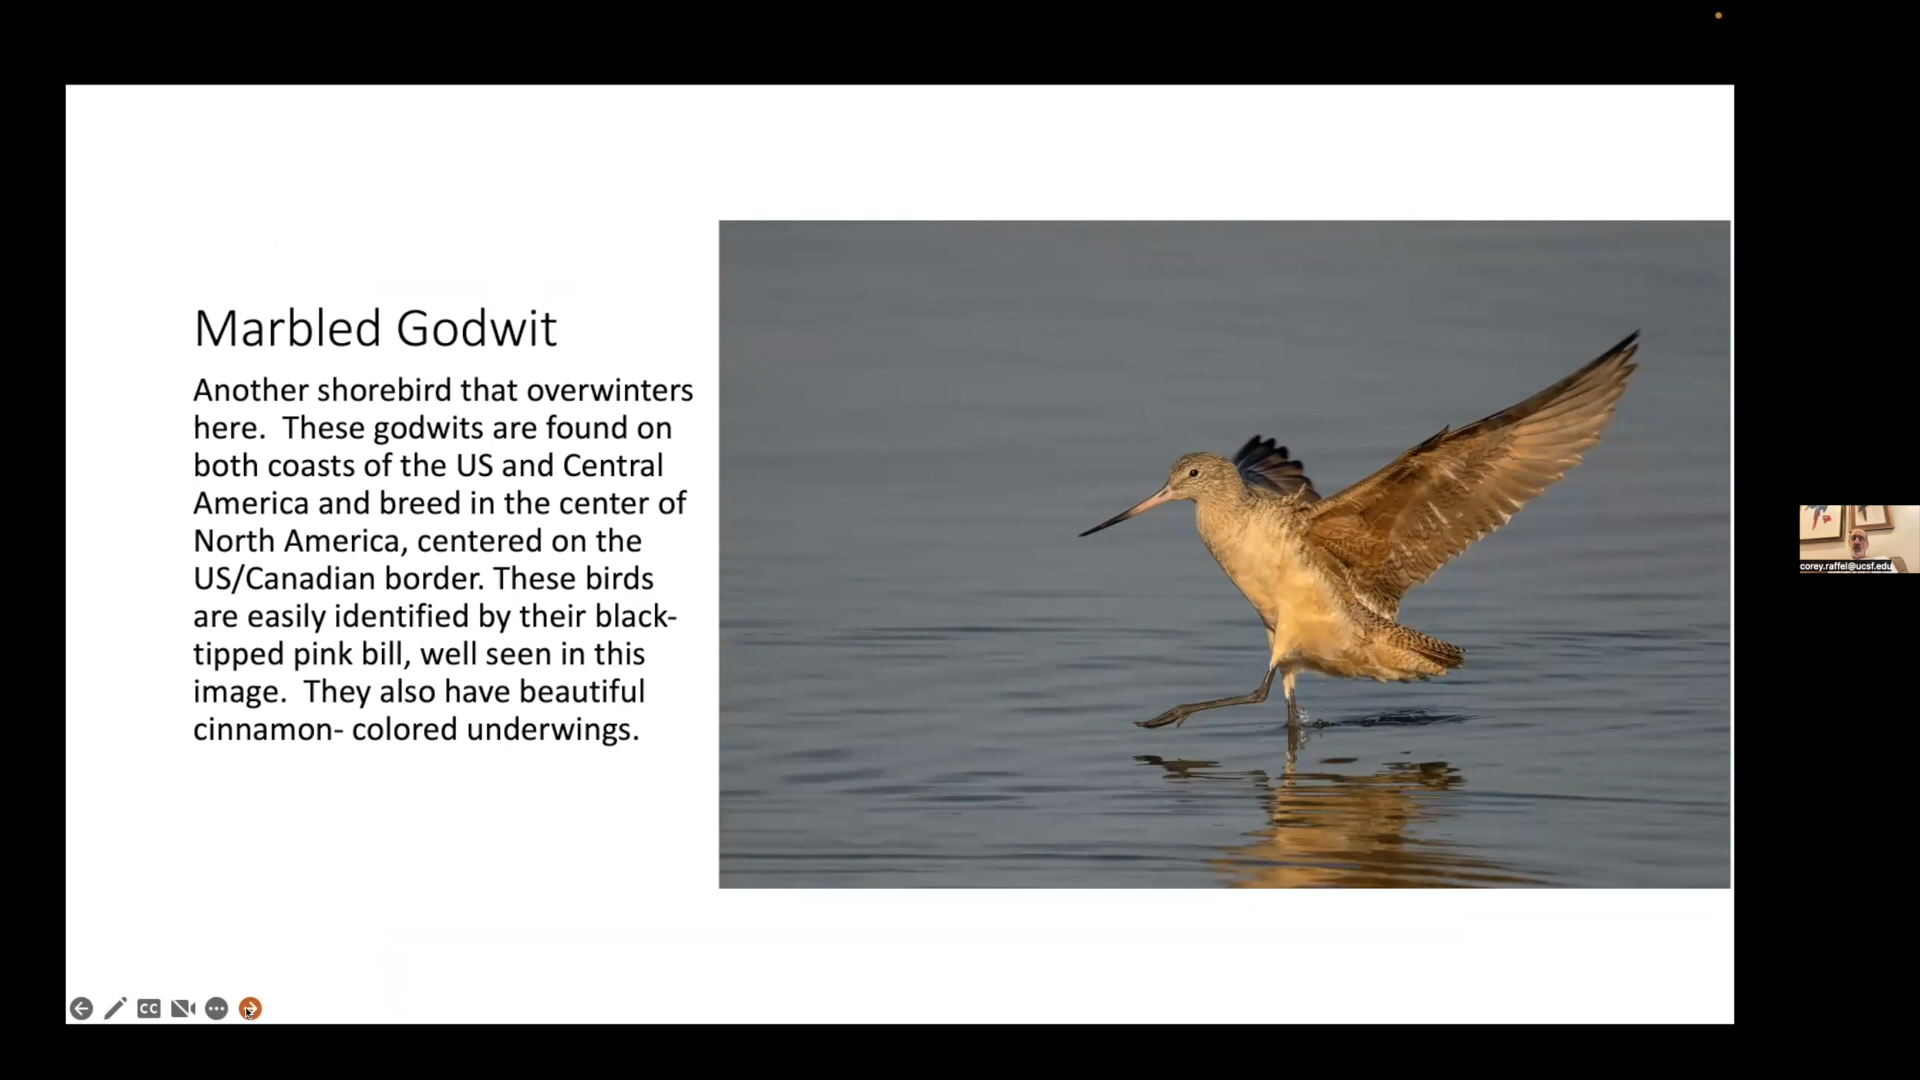 Marbled Godwit
Another shorebird that overwinters
here.  These godwits are found on
both coasts of the US and Central
America and breed in the center of
North America, centered on the
US/Canadian border. These birds
are easily identified by their black-
tipped pink bill, well seen in this
image.  They also have beautiful
cinnamon- colored underwings.
corey.raffel@ucsf.edu
CC